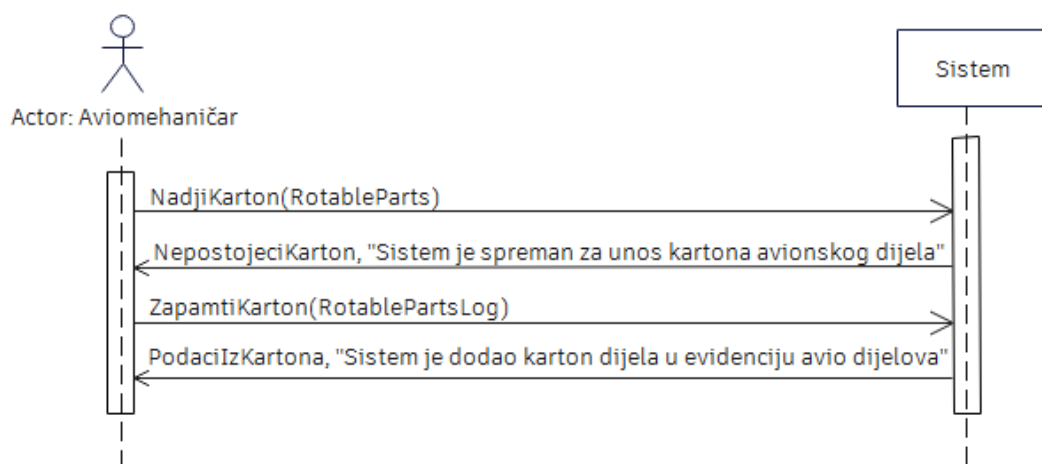 Sistem
Actor: Aviomehaničar
NadjiKarton(RotableParts)
NepostojeciKarton, "Sistem je spreman za unos kartona avionskog dijela"
ZapamtiKarton(RotablePartsLog)
PodaciIzKartona, "Sistem je dodao karton dijela u evidenciju avio dijelova"